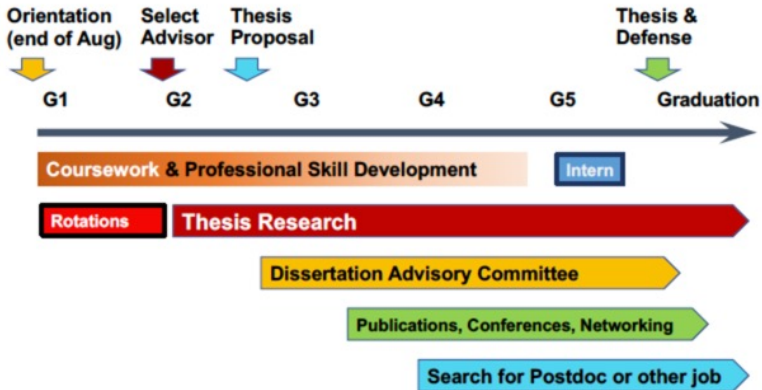 Orientation
(end of Aug)
Select
Advisor
Thesis
Proposal
Thesis &
Defense
G1
G2
G3
G4
G5
Graduation
Coursework & Professional Skill Development
Intern
Rotations
Thesis Research
Dissertation Advisory Committee
Publications, Conferences, Networking
Search for Postdoc or other job